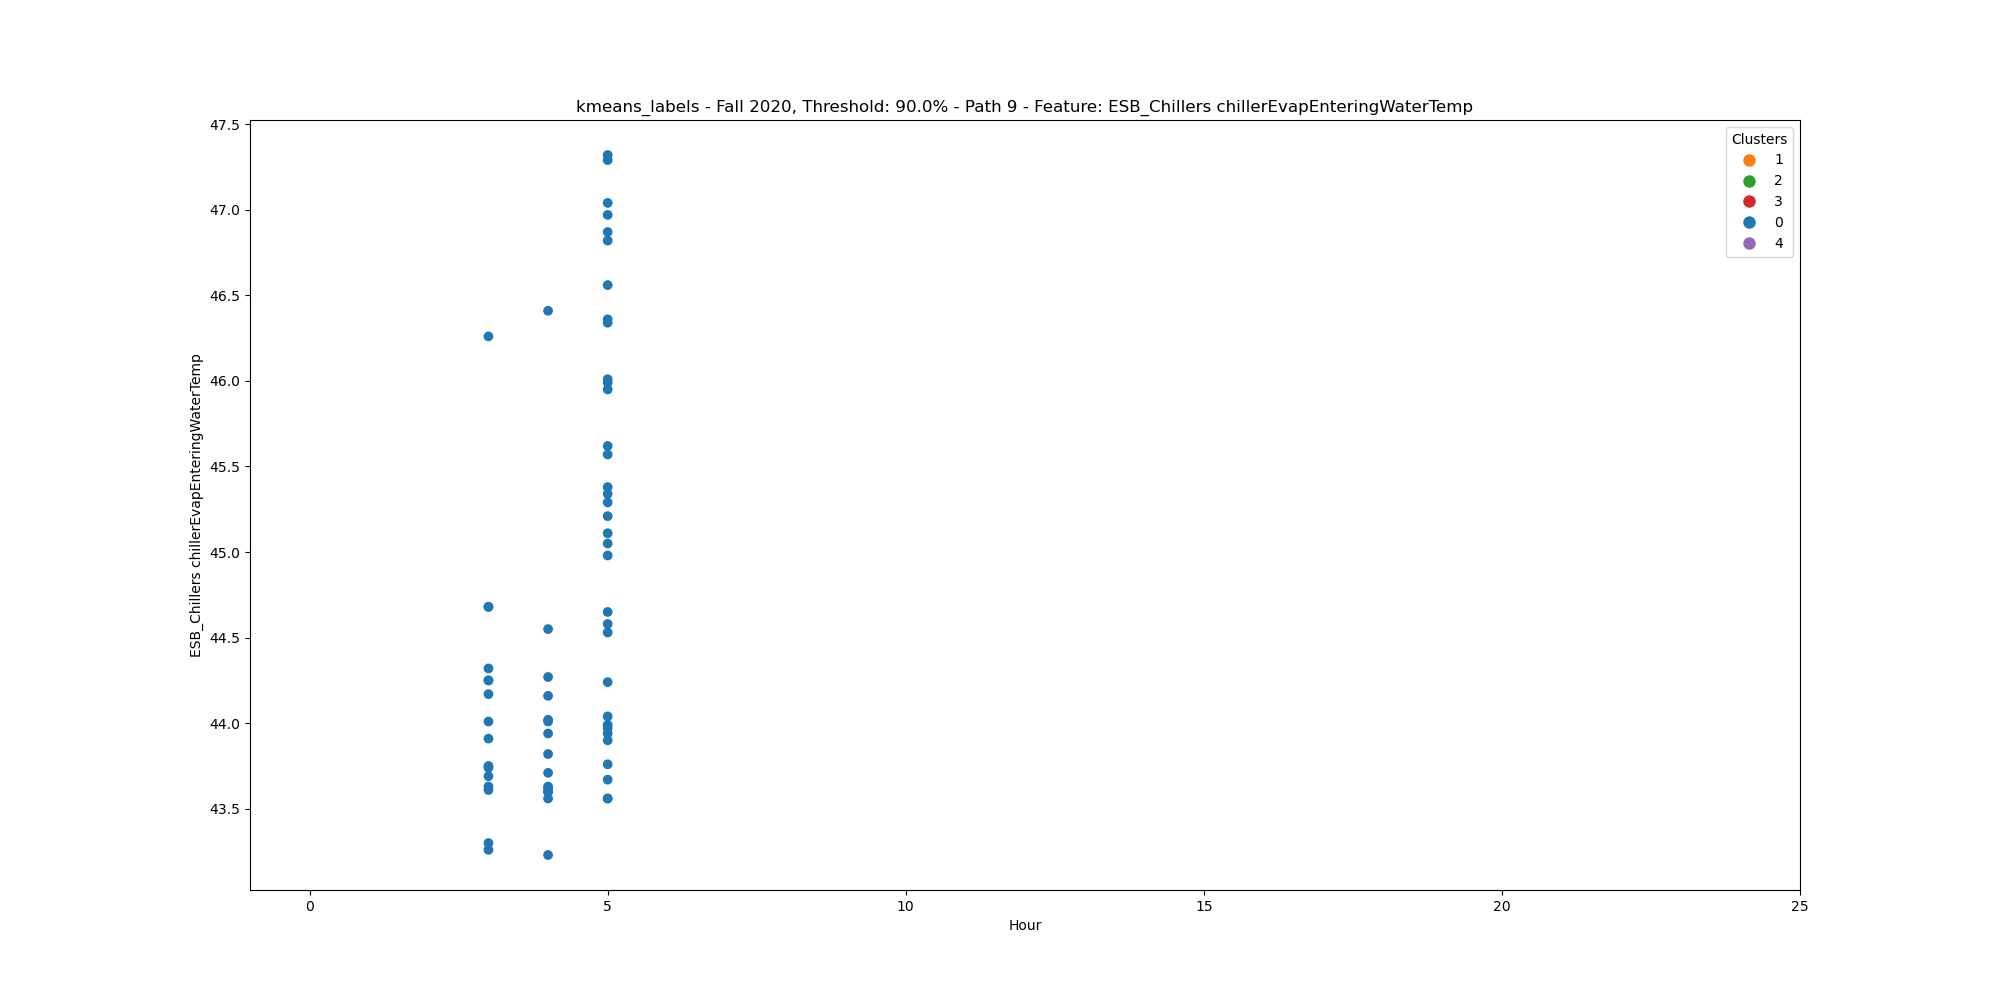 kmeans_labels - Fall 2020, Threshold: 90.0% - Path 9 - Feature: ESB_Chillers chillerEvapEnteringWaterTemp
Clusters
1
2
3
0
4
ESB_Chillers chillerEvapEnteringWaterTemp
47.5
47.0
46.5
46.0
45.5
45.0
44.5
44.0
43.5
0 5 10 15 20 25
Hour